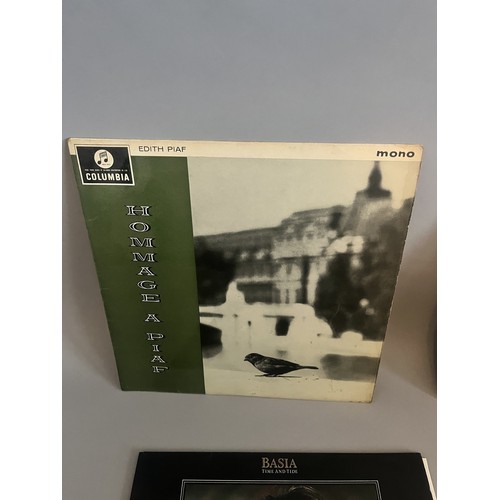 EDITH PIAF
mono
COLUMBIA
HOMMAGE A PIAF
BASIA
TIME AND TIDE